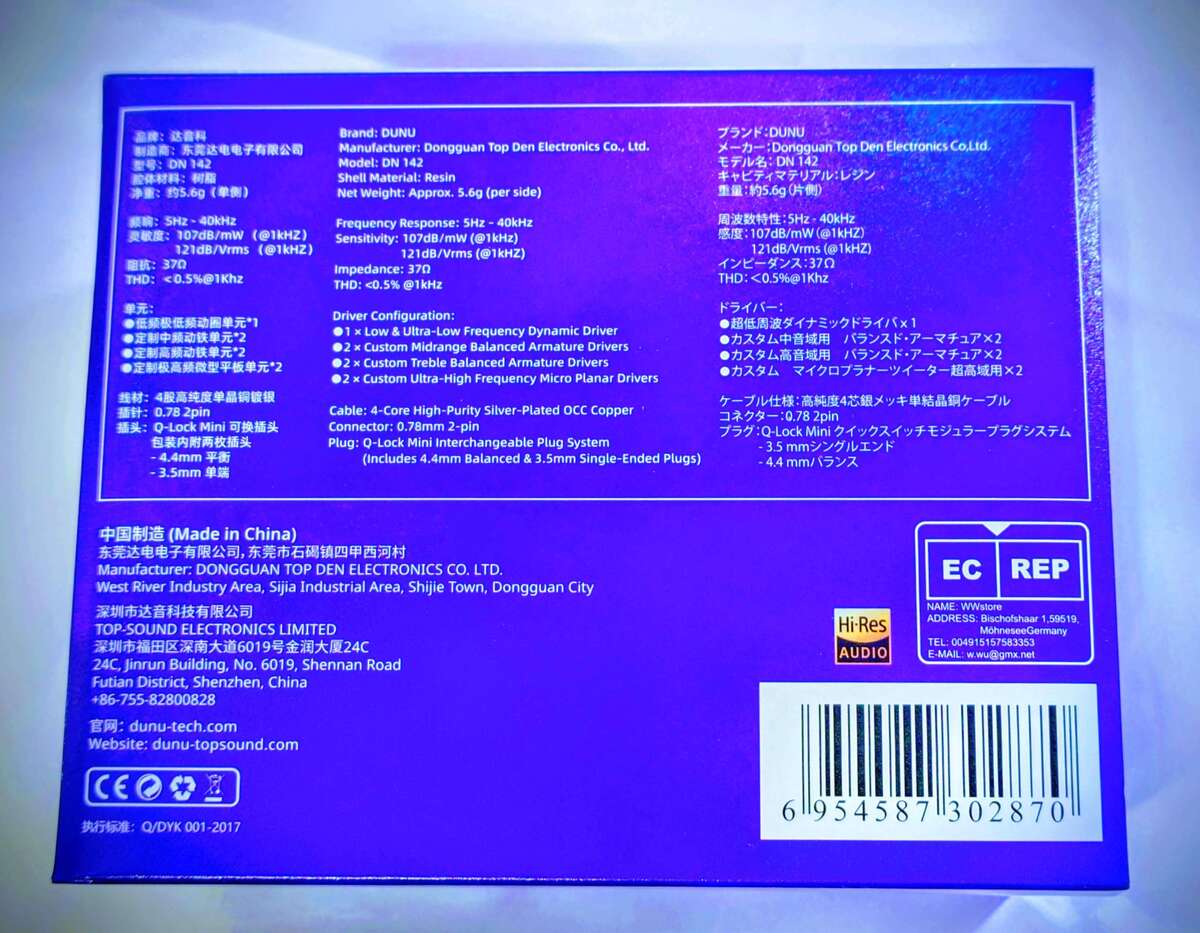 品牌：达音科
制造商：东莞达电电子有限公司
型号：DN 142
腔体材料：树脂
净重：约5.6g（单侧）
频响：5Hz - 40kHz
灵敏度：107dB/mW （@1kHZ）
121dB/Vrms （@1kHZ）
阻抗：37Ω
THD：＜0.5%@1Khz
单元：
●低频极低频动圈单元*1
●定制中频动铁单元*2
●定制高频动铁单元*2
●定制极高频微型平板单元*2
线材：4股高纯度单晶铜镀银
插针：0.78 2pin
插头：Q-Lock Mini 可换插头
包装内附两枚插头
- 4.4mm 平衡
- 3.5mm 单端
Brand: DUNU
Manufacturer: Dongguan Top Den Electronics Co., Ltd.
Model: DN 142
Shell Material: Resin
Net Weight: Approx. 5.6g (per side)
Frequency Response: 5Hz – 40kHz
Sensitivity: 107dB/mW (@1kHz)
121dB/Vrms (@1kHZ)
Impedance: 37Ω
THD: <0.5% @1kHz
Driver Configuration:
●1 × Low & Ultra-Low Frequency Dynamic Driver
●2 × Custom Midrange Balanced Armature Drivers
●2 × Custom Treble Balanced Armature Drivers
●2 × Custom Ultra-High Frequency Micro Planar Drivers
Cable: 4-Core High-Purity Silver-Plated OCC Copper
Connector: 0.78mm 2-pin
Plug: Q-Lock Mini Interchangeable Plug System
(Includes 4.4mm Balanced & 3.5mm Single-Ended Plugs)
ブランド：DUNU
メーカー：Dongguan Top Den Electronics Co,Ltd.
モデル名：DN 142
キャビティマテリアル：レジン
重量：約5.6g（片側）
周波数特性：5Hz - 40kHz
感度：107dB/mW（@1kHZ）
121dB/Vms (@1kHZ)
インピーダンス：37Ω
THD：＜0.5%@1Khz
ドライバー：
●超低周波ダイナミックドライバ x 1
●カスタム中音域用　バランスド・アーマチュア×2
●カスタム高音域用　バランスド・アーマチュア×2
●カスタム　マイクロプラナーツイーター超高域用×2
ケーブル仕様：高純度4芯銀メッキ単結晶銅ケーブル
コネクター：0.78 2pin
プラグ：Q-Lock Mini クイックスイッチモジュラープラグシステム
- 3.5 mmシングルエンド
- 4.4 mmバランス
中国制造 (Made in China)
东莞达电电子有限公司，东莞市石碣镇四甲西河村
Manufacturer: DONGGUAN TOP DEN ELECTRONICS CO. LTD.
West River Industry Area, Sijia Industrial Area, Shijie Town, Dongguan City
深圳市达音科技有限公司
TOP-SOUND ELECTRONICS LIMITED
深圳市福田区深南大道6019号金润大厦24C
24C, Jinrun Building, No. 6019, Shennan Road
Futian District, Shenzhen, China
+86-755-82800828
官网：dunu-tech.com
Website: dunu-topsound.com
CE
执行标准：Q/DYK 001-2017
Hi-Res
AUDIO
EC REP
NAME: WWstore
ADDRESS: Bischofshaar 1,59519,
MöhneseeGermany
TEL: 004915157583353
E-MAIL: w.wu@gmx.net
6 954587 302870